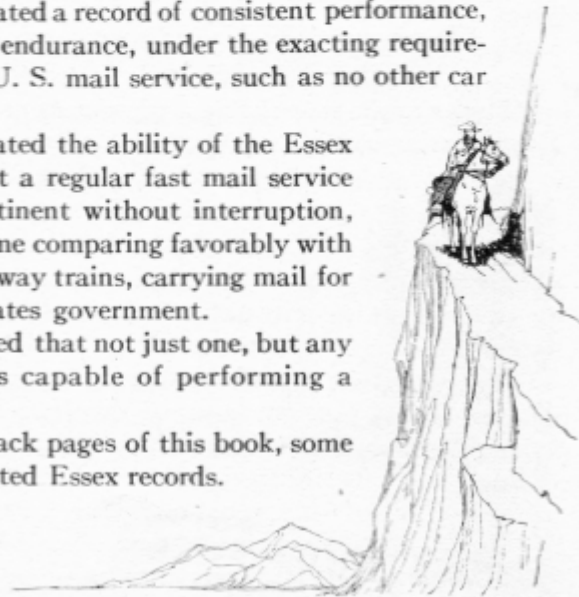 ated a record of consistent performance,
endurance, under the exacting require-
U. S. mail service, such as no other car
ated the ability of the Essex
t a regular fast mail service
tinent without interruption,
ne comparing favorably with
way trains, carrying mail for
ates government.
ed that not just one, but any
s capable of performing a
ack pages of this book, some
ted Essex records.